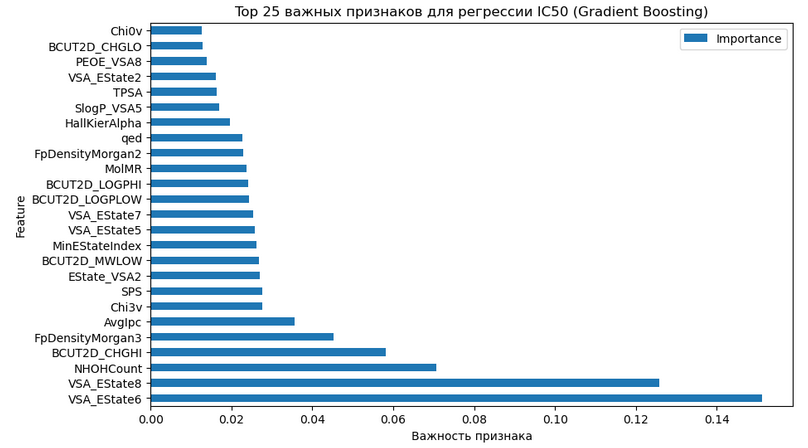 Top 25 важных признаков для регрессии IC50 (Gradient Boosting)
Importance
Feature
Chi0v
BCUT2D_CHGLO
PEOE_VSA8
VSA_EState2
TPSA
SlogP_VSA5
HallKierAlpha
qed
FpDensityMorgan2
MolMR
BCUT2D_LOGPHI
BCUT2D_LOGPLOW
VSA_EState7
VSA_EState5
MinEStateIndex
BCUT2D_MWLOW
EState_VSA2
SPS
Chi3v
AvgIpc
FpDensityMorgan3
BCUT2D_CHGHI
NHOHCount
VSA_EState8
VSA_EState6
0.00 0.02 0.04 0.06 0.08 0.10 0.12 0.14
Важность признака